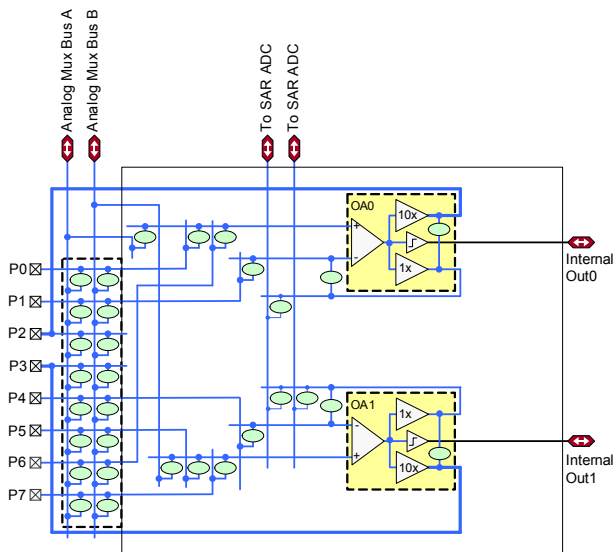 Analog Mux Bus A
Analog Mux Bus B
To SAR ADC
To SAR ADC
OA0
10x
+
-
1x
Internal
Out0
P0
P1
P2
P3
P4
P5
P6
P7
OA1
1x
-
+
10x
Internal
Out1